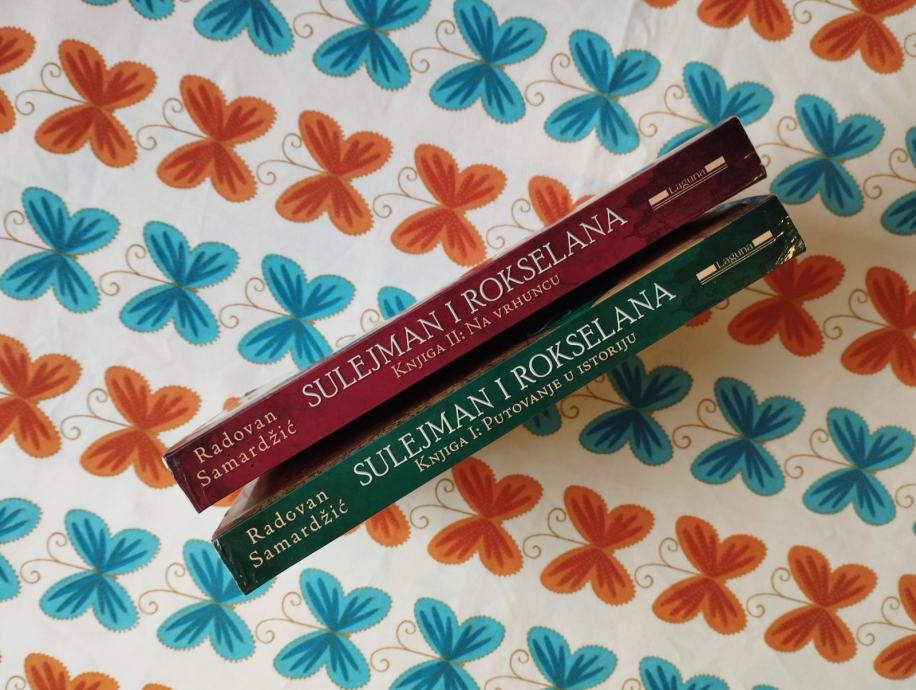 Radovan
Samardžić
SULEJMAN I ROKSELANA
Knjiga II: Na vrhuncu
Laguna
Radovan
Samardžić
SULEJMAN I ROKSELANA
Knjiga I: Putovanje u istoriju
Laguna